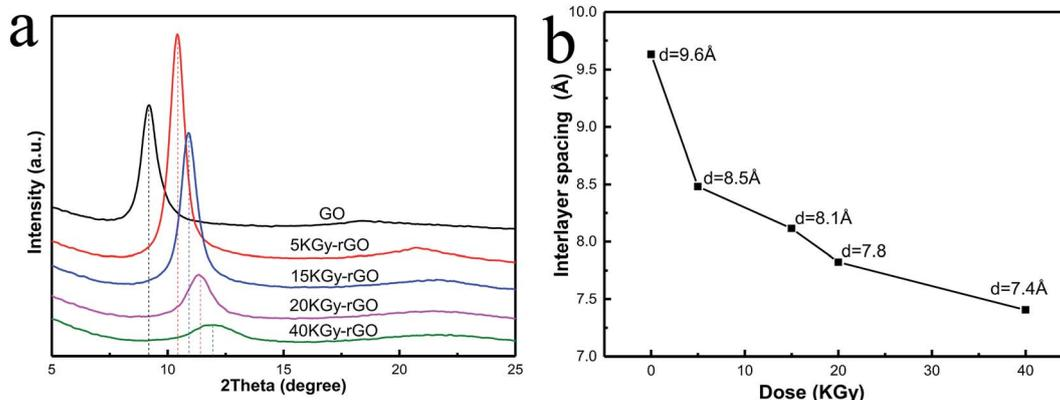 a
Intensity (a.u.)
GO
5KGy-rGO
15KGy-rGO
20KGy-rGO
40KGy-rGO
5
10
15
20
25
2Theta (degree)
b
Interlayer spacing (Å)
10.0
9.5
9.0
8.5
8.0
7.5
7.0
d=9.6Å
d=8.5Å
d=8.1Å
d=7.8
d=7.4Å
0
10
20
30
40
Dose (KGy)